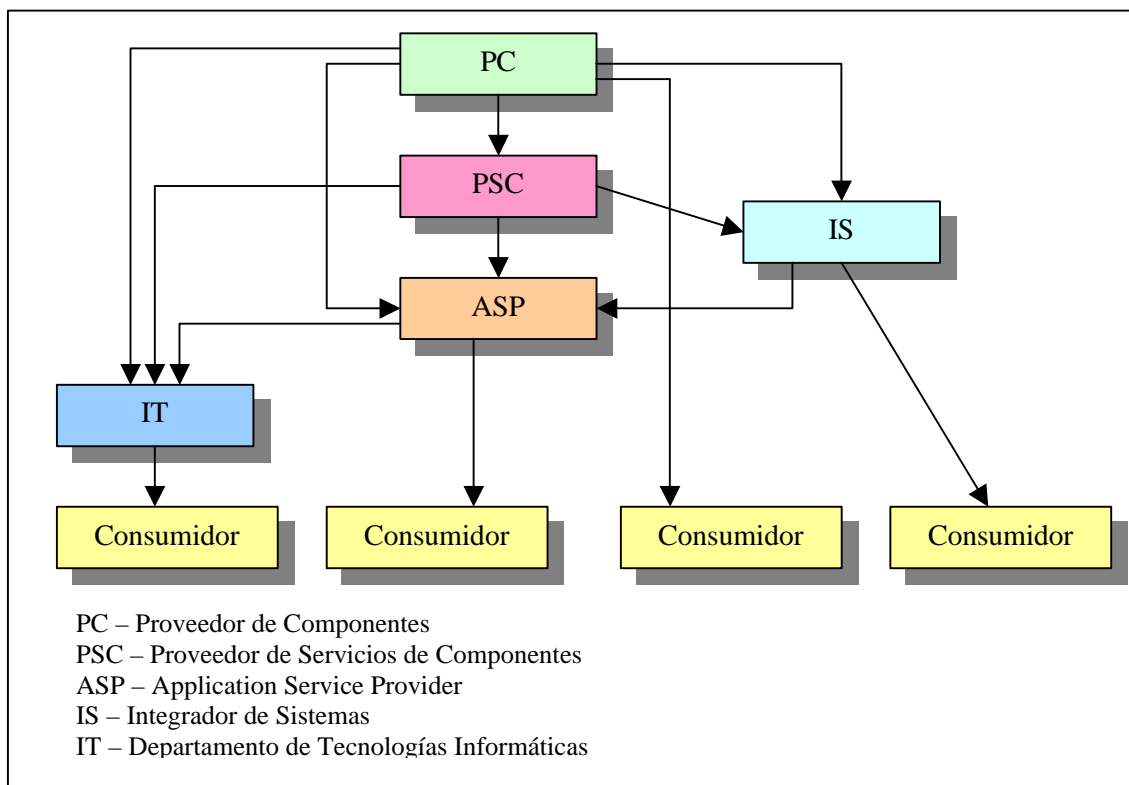 PC
PSC
IS
ASP
IT
Consumidor
Consumidor
Consumidor
Consumidor
PC – Proveedor de Componentes
PSC – Proveedor de Servicios de Componentes
ASP – Application Service Provider
IS – Integrador de Sistemas
IT – Departamento de Tecnologías Informáticas